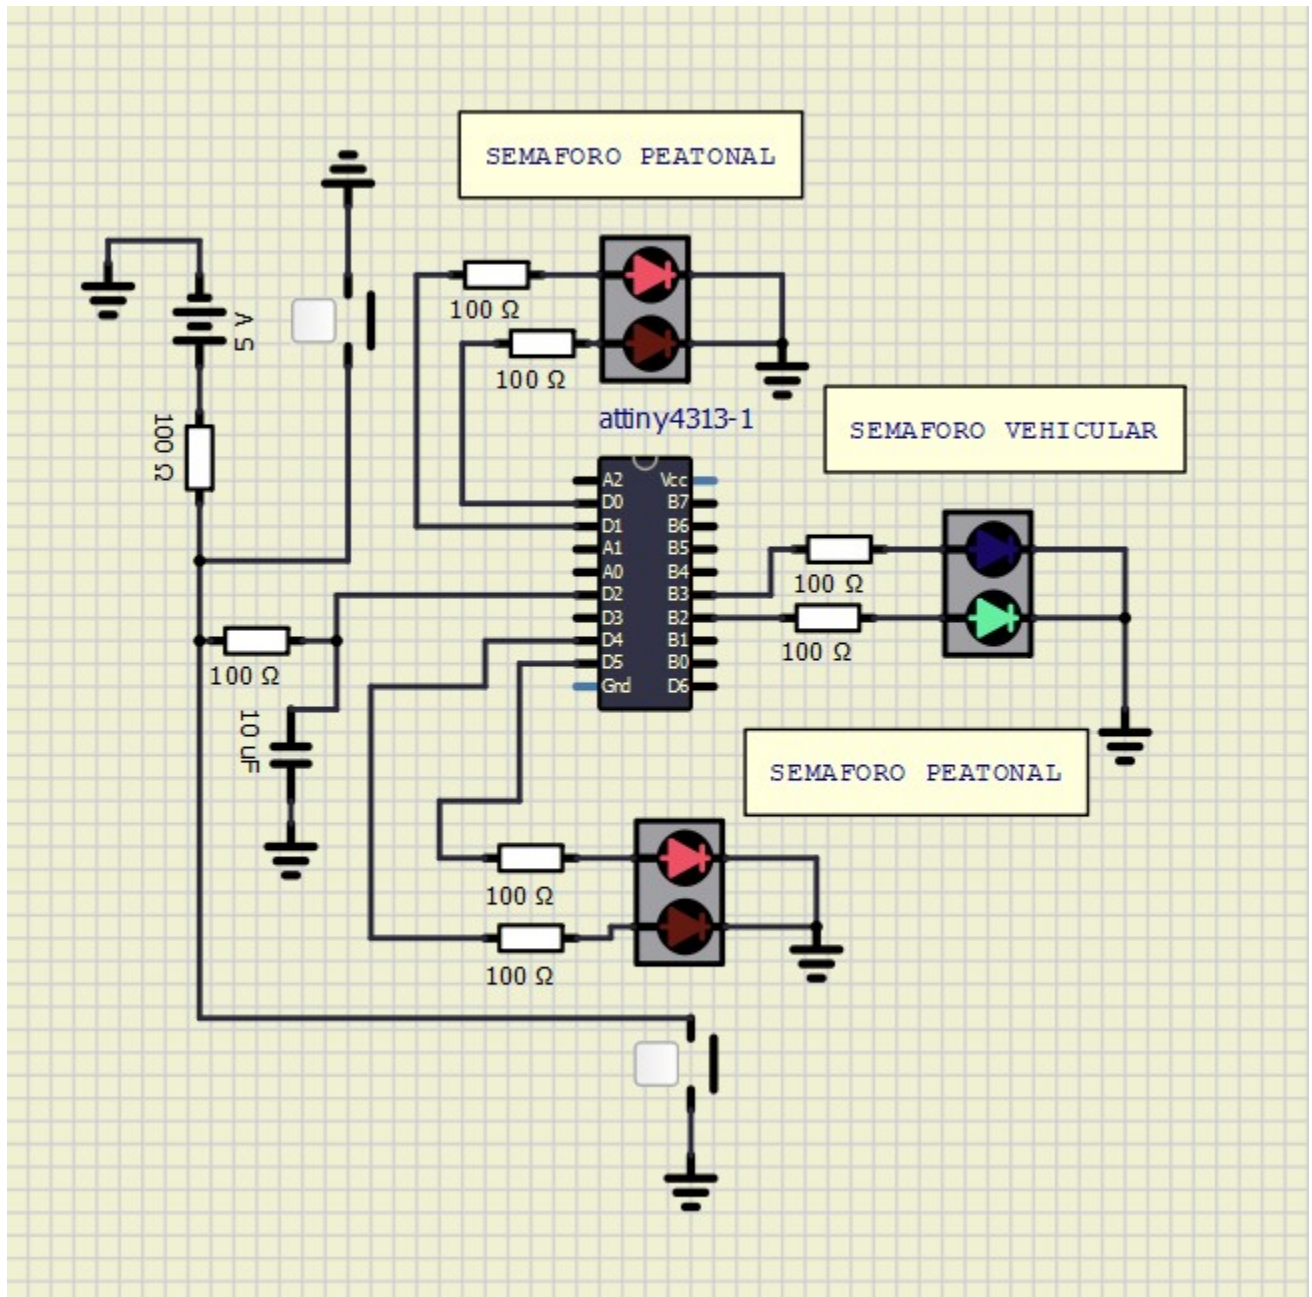 SEMAFORO PEATONAL
100 Ω
100 Ω
5 V
100 Ω
attiny4313-1
SEMAFORO VEHICULAR
A2 Vcc
D0 B7
D1 B6
A1 B5
A0 B4
D2 B3
D3 B2
D4 B1
D5 B0
Gnd D6
100 Ω
100 Ω
100 Ω
10 uF
SEMAFORO PEATONAL
100 Ω
100 Ω